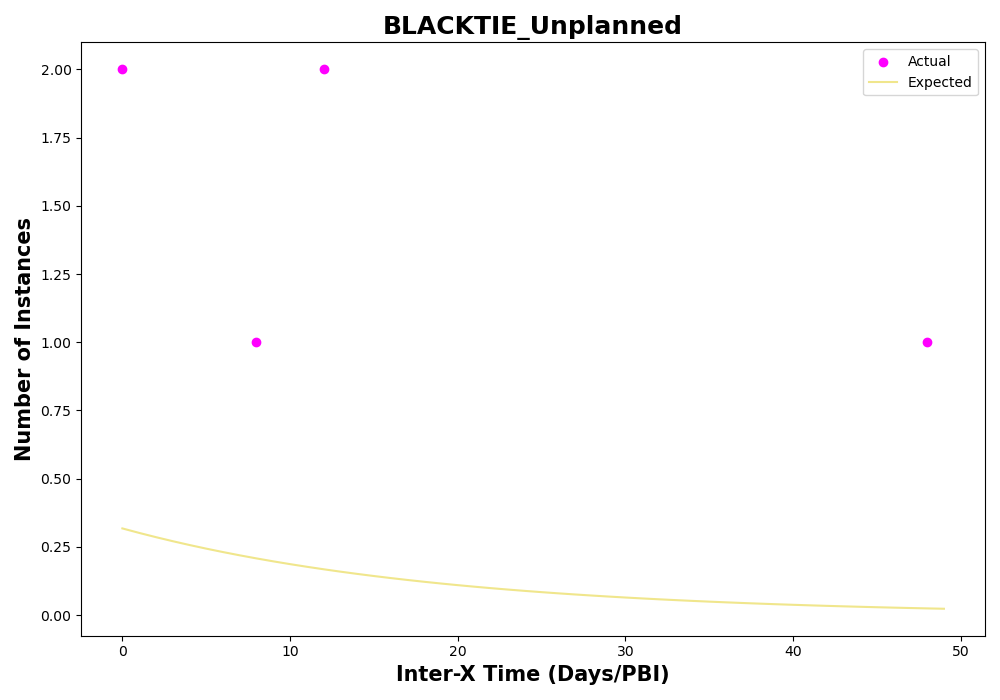 BLACKTIE_Unplanned
Actual
Expected
2.00
1.75
1.50
1.25
1.00
0.75
0.50
0.25
0.00
Number of Instances
0 10 20 30 40 50
Inter-X Time (Days/PBI)